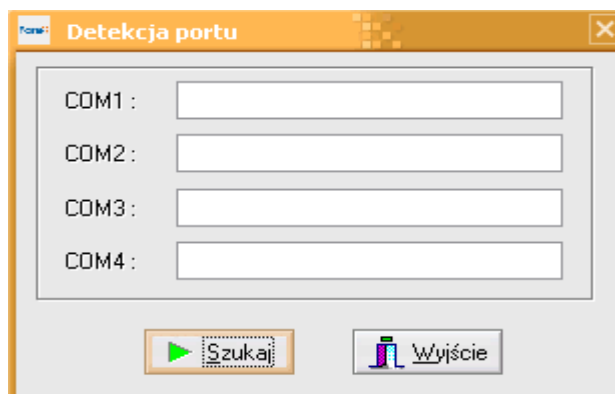 Detekcja portu
COM1 :
COM2 :
COM3 :
COM4 :
Szukaj
Wyjście